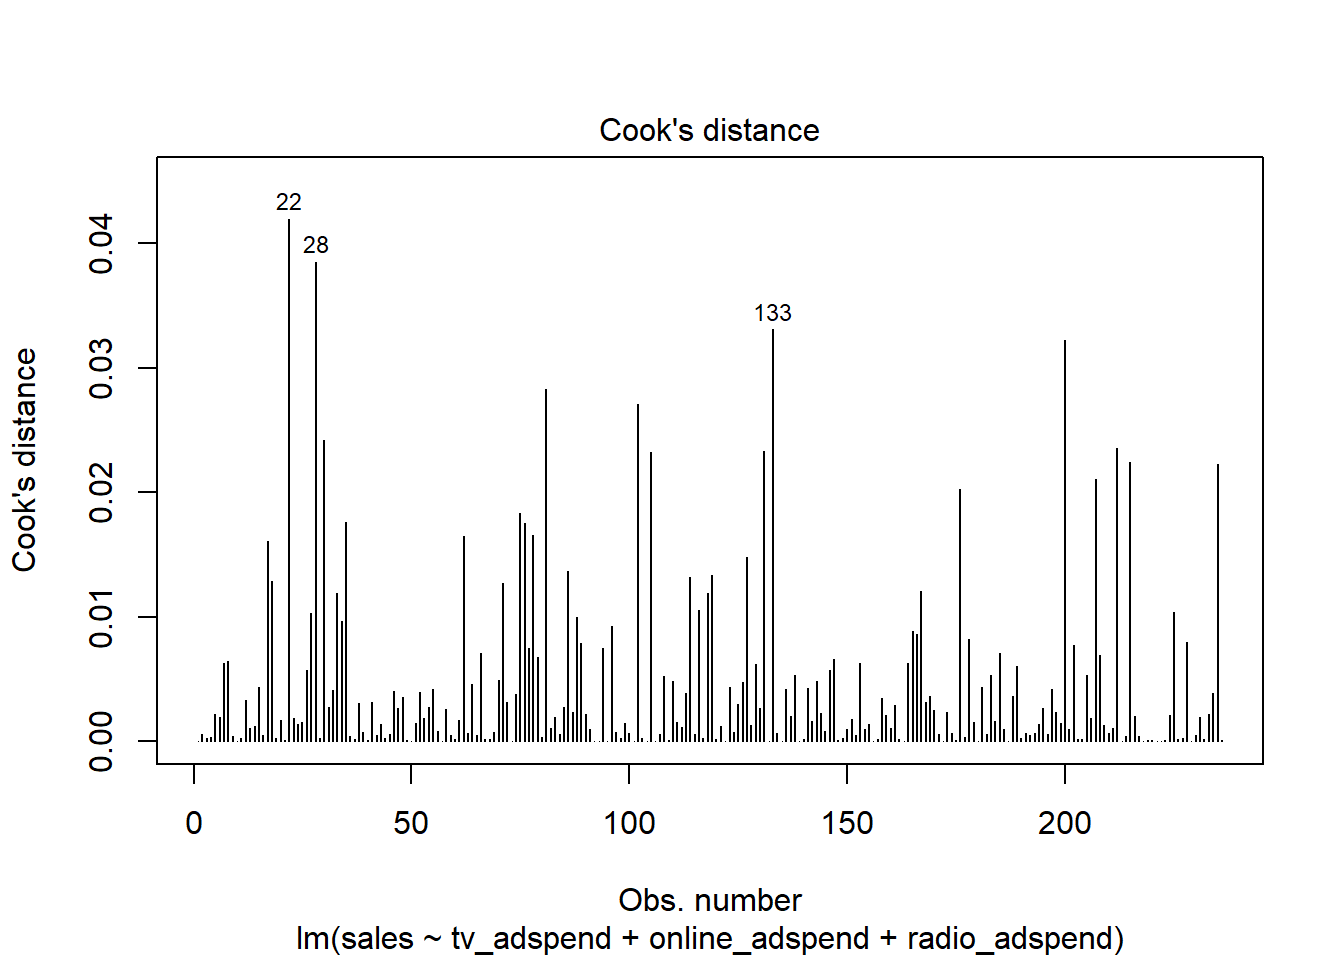 Cook's distance
22
28
133
Cook's distance
0.04
0.03
0.02
0.01
0.00
0 50 100 150 200
Obs. number
lm(sales ~ tv_adspend + online_adspend + radio_adspend)